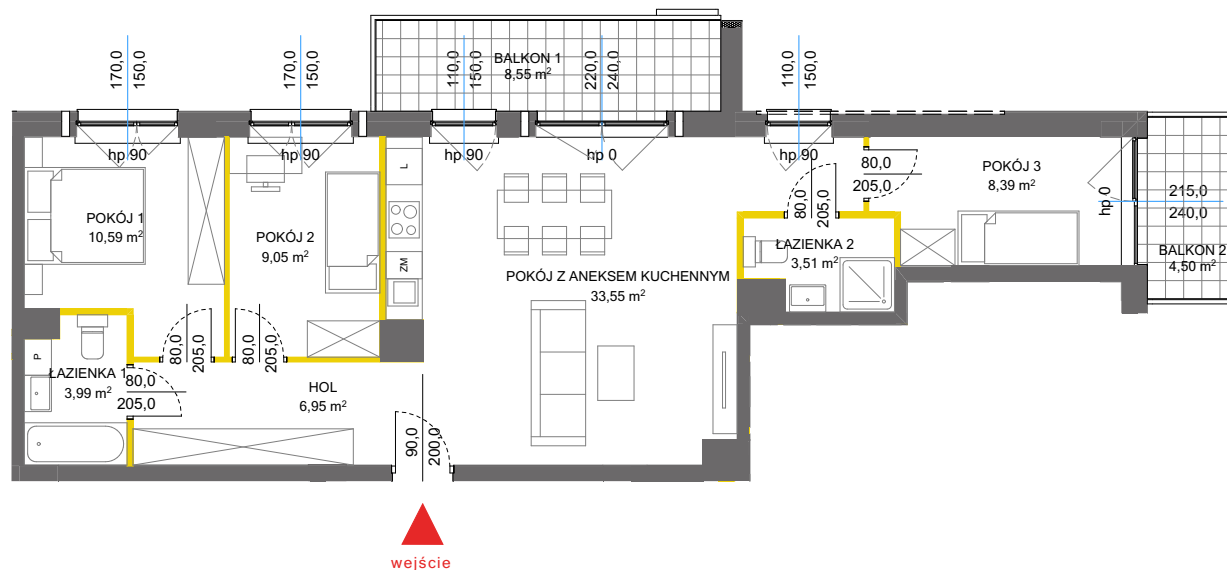 170,0
150,0
170,0
150,0
110,0
150,0
BALKON 1
8,55 m²
220,0
240,0
110,0
150,0
hp 90
hp 90
hp 90
hp 0
hp 90
POKÓJ 1
10,59 m²
POKÓJ 2
9,05 m²
L
ZM
POKÓJ Z ANEKSEM KUCHENNYM
33,55 m²
80,0
205,0
80,0
205,0
POKÓJ 3
8,39 m²
hp 0
215,0
240,0
BALKON 2
4,50 m²
ŁAZIENKA 2
3,51 m²
80,0
205,0
80,0
205,0
P
ŁAZIENKA 1
3,99 m²
80,0
205,0
HOL
6,95 m²
90,0
200,0
wejście